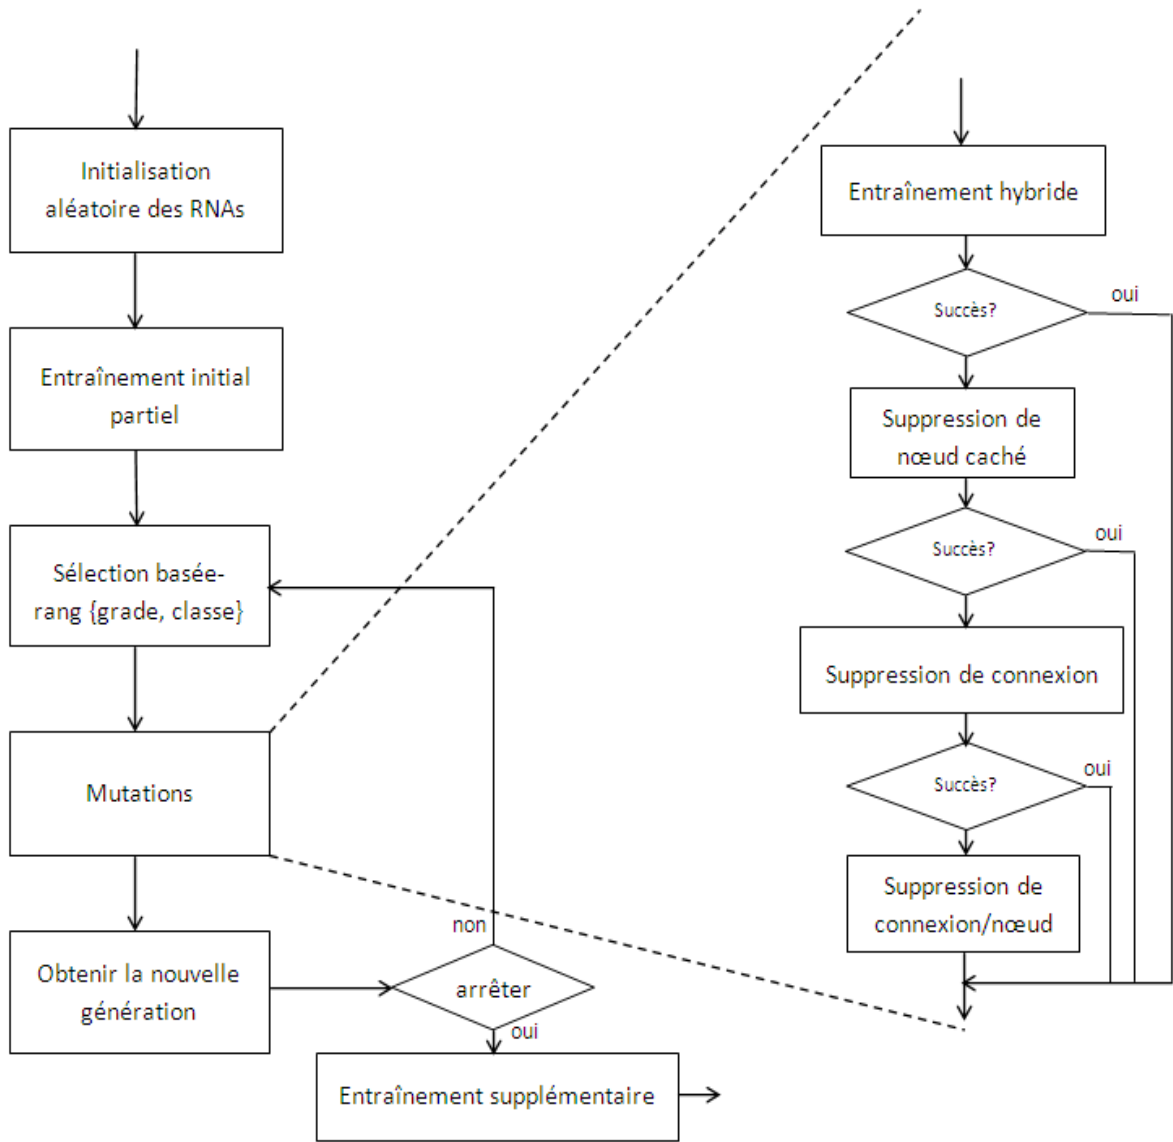 Initialisation
aléatoire des RNAs
Entraînement initial
partiel
Sélection basée-
rang {grade, classe}
Mutations
Obtenir la nouvelle
génération
non
arrêter
oui
Entraînement supplémentaire
Entraînement hybride
Succès?
oui
Suppression de
nœud caché
Succès?
oui
Suppression de connexion
Succès?
oui
Suppression de
connexion/nœud